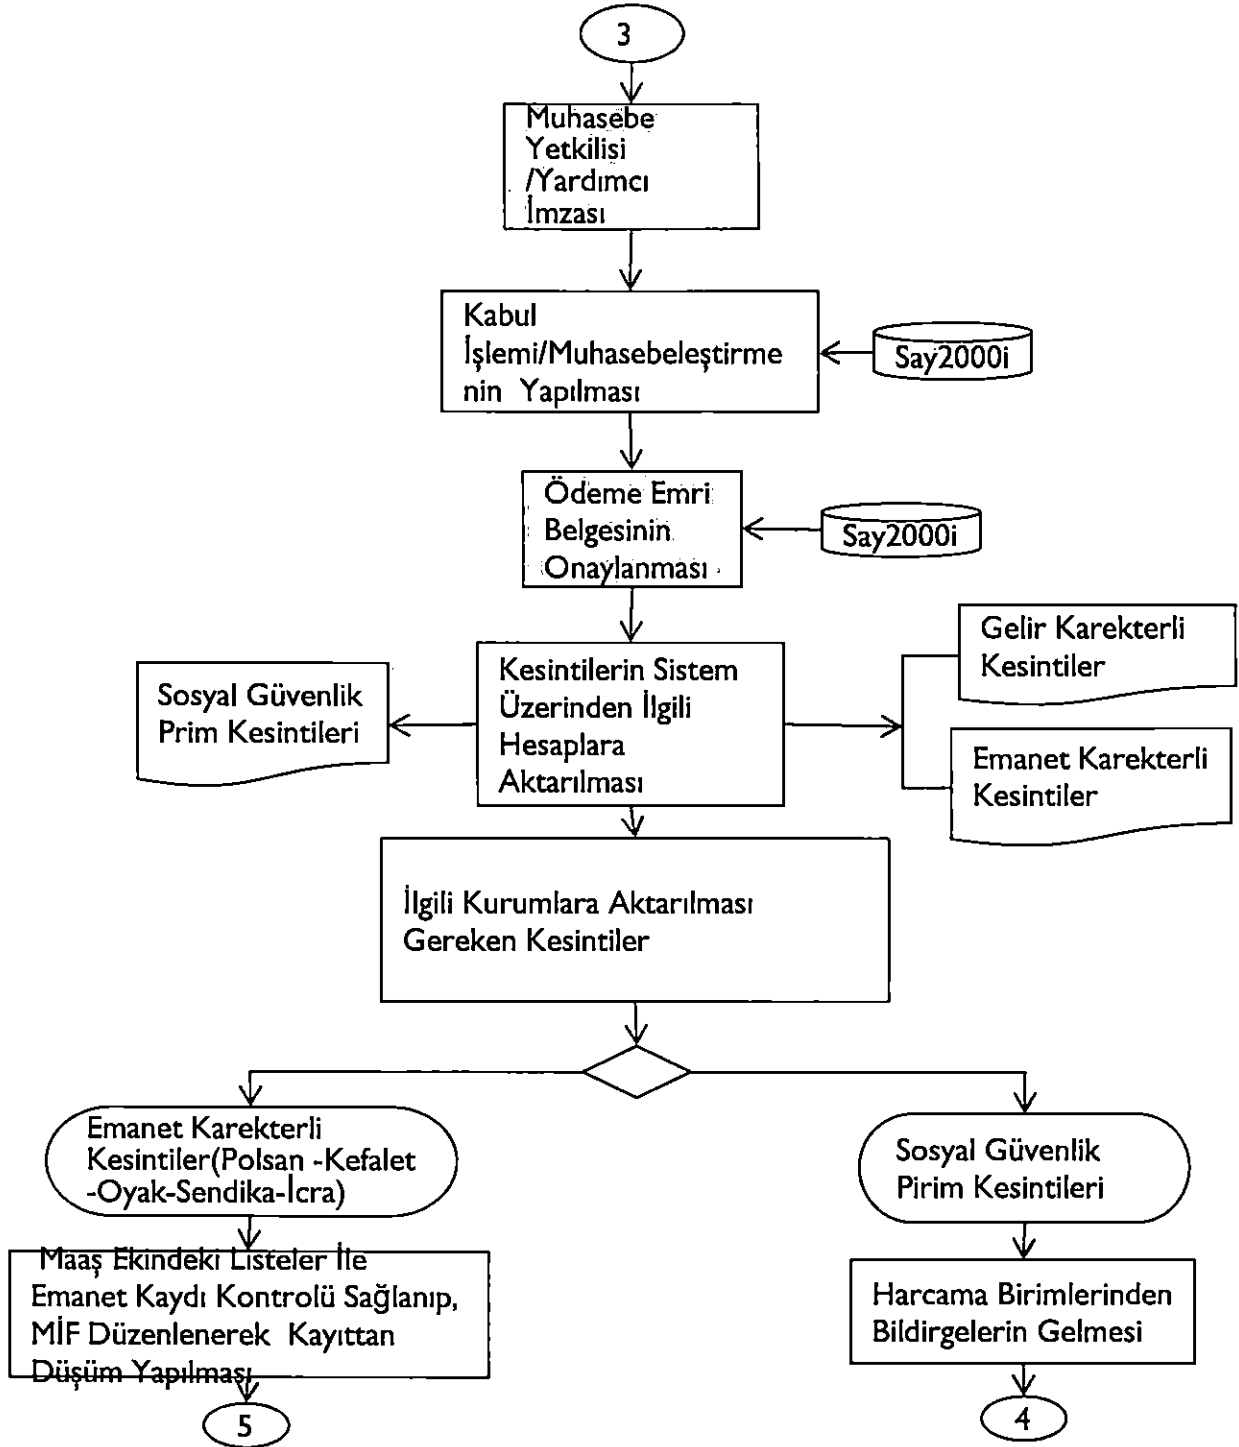 3
Muhasebe
Yetkilisi
/Yardımcı
İmzası
Kabul
İşlemi/Muhasebeleştirme
nin Yapılması
Say2000i
Ödeme Emri
Belgesinin
Onaylanması
Say2000i
Kesintilerin Sistem
Üzerinden İlgili
Hesaplara
Aktarılması
Sosyal Güvenlik
Prim Kesintileri
Gelir Karekterli
Kesintiler
Emanet Karekterli
Kesintiler
İlgili Kurumlara Aktarılması
Gereken Kesintiler
Emanet Karekterli
Kesintiler(Polsan -Kefalet
-Oyak-Sendika-İcra)
Sosyal Güvenlik
Pirim Kesintileri
Maaş Ekindeki Listeler İle
Emanet Kaydı Kontrolü Sağlanıp,
MİF Düzenlenerek Kayıttan
Düşüm Yapılması
Harcama Birimlerinden
Bildirgelerin Gelmesi
5
4